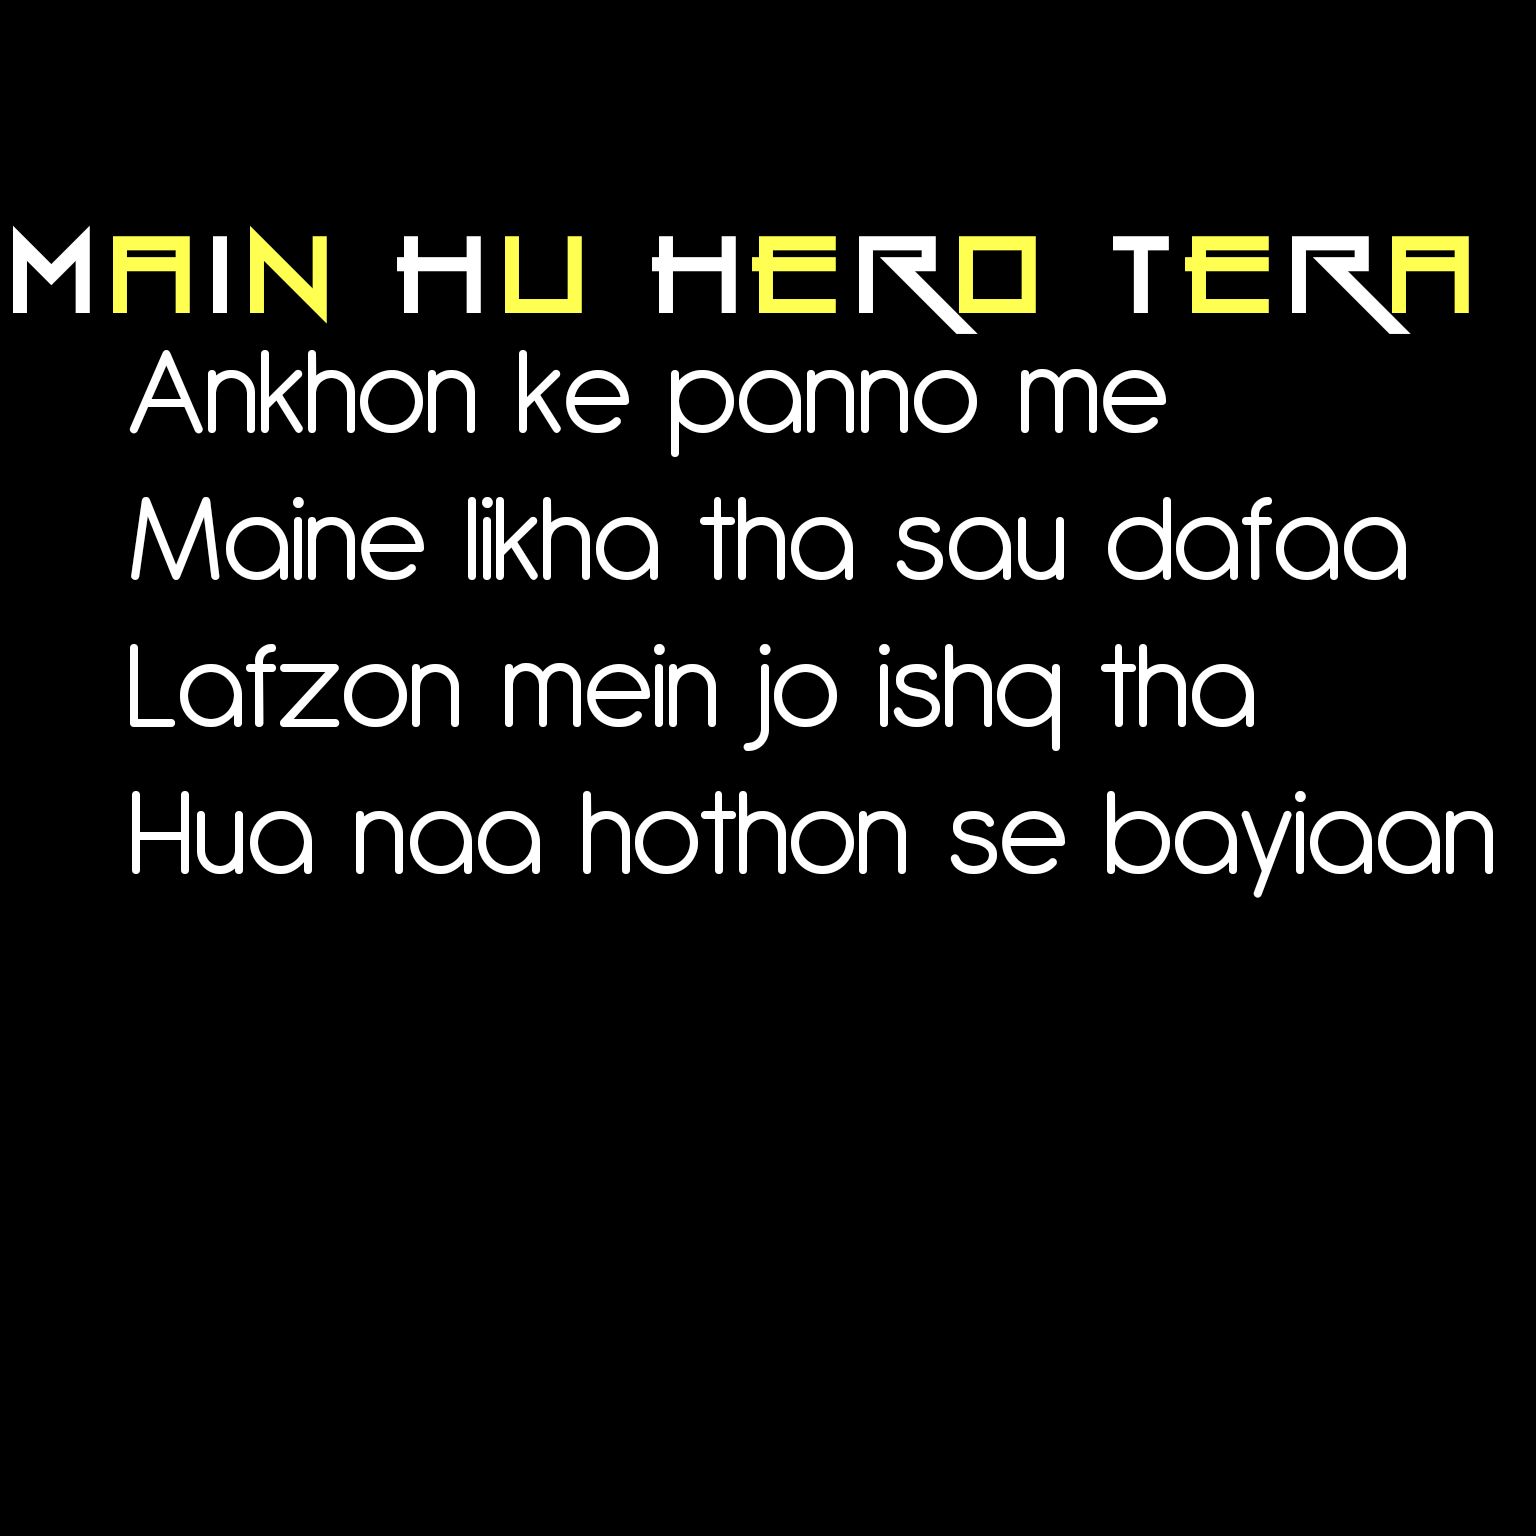 MAIN HU HERO TERA
Ankhon ke panno me
Maine likha tha sau dafaa
Lafzon mein jo ishq tha
Hua naa hothon se bayiaan